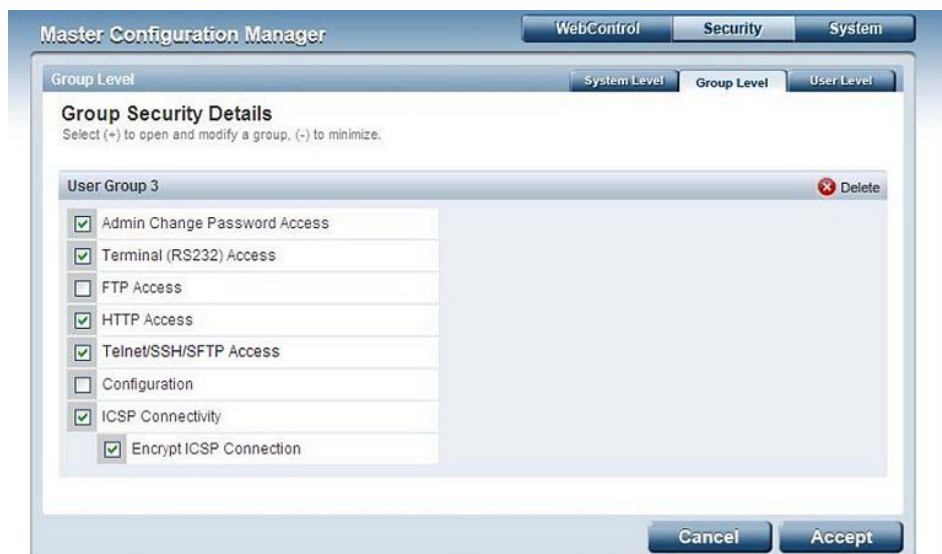 Master Configuration Manager
WebControl
Security
System
Group Level
System Level
Group Level
User Level
Group Security Details
Select (+) to open and modify a group, (-) to minimize.
User Group 3
Delete
Admin Change Password Access
Terminal (RS232) Access
FTP Access
HTTP Access
Telnet/SSH/SFTP Access
Configuration
ICSP Connectivity
Encrypt ICSP Connection
Cancel
Accept